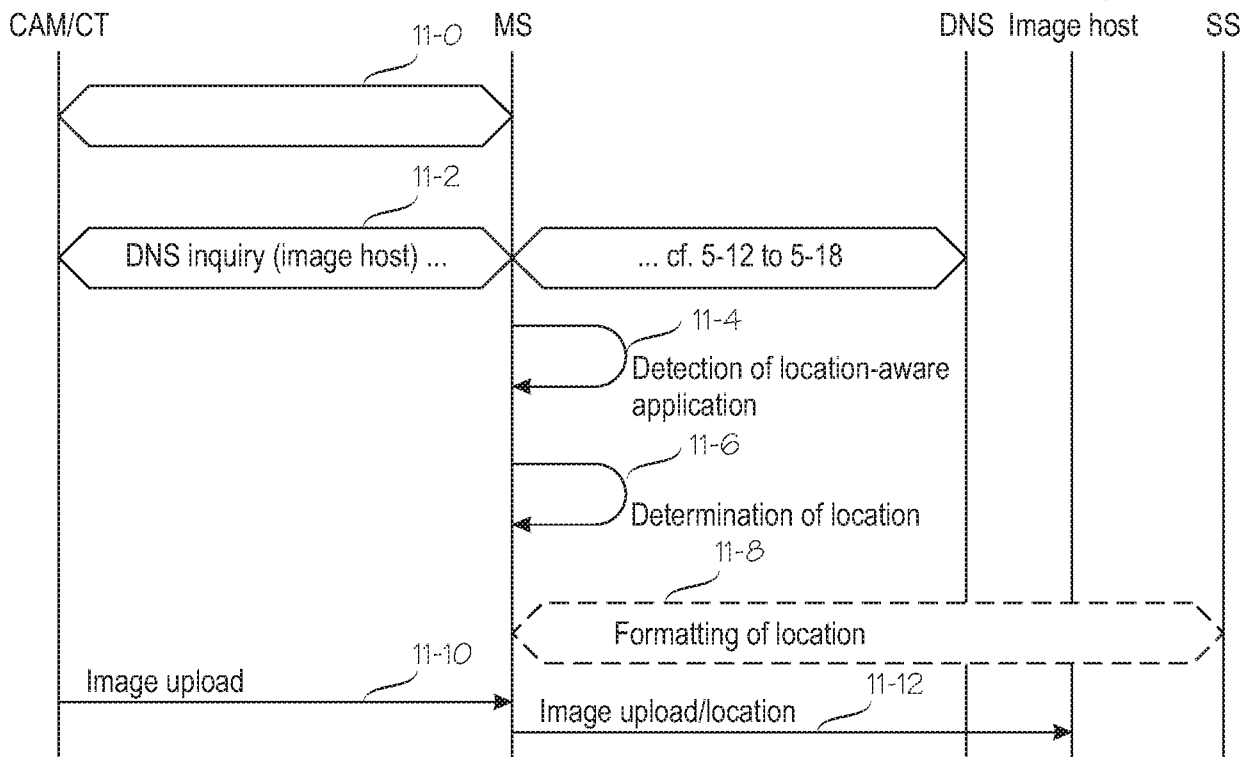 CAM/CT MS DNS Image host SS
11-0
11-2
DNS inquiry (image host) ... ... cf. 5-12 to 5-18
11-4
Detection of location-aware
application
11-6
Determination of location
11-8
Formatting of location
11-10
Image upload
11-12
Image upload/location